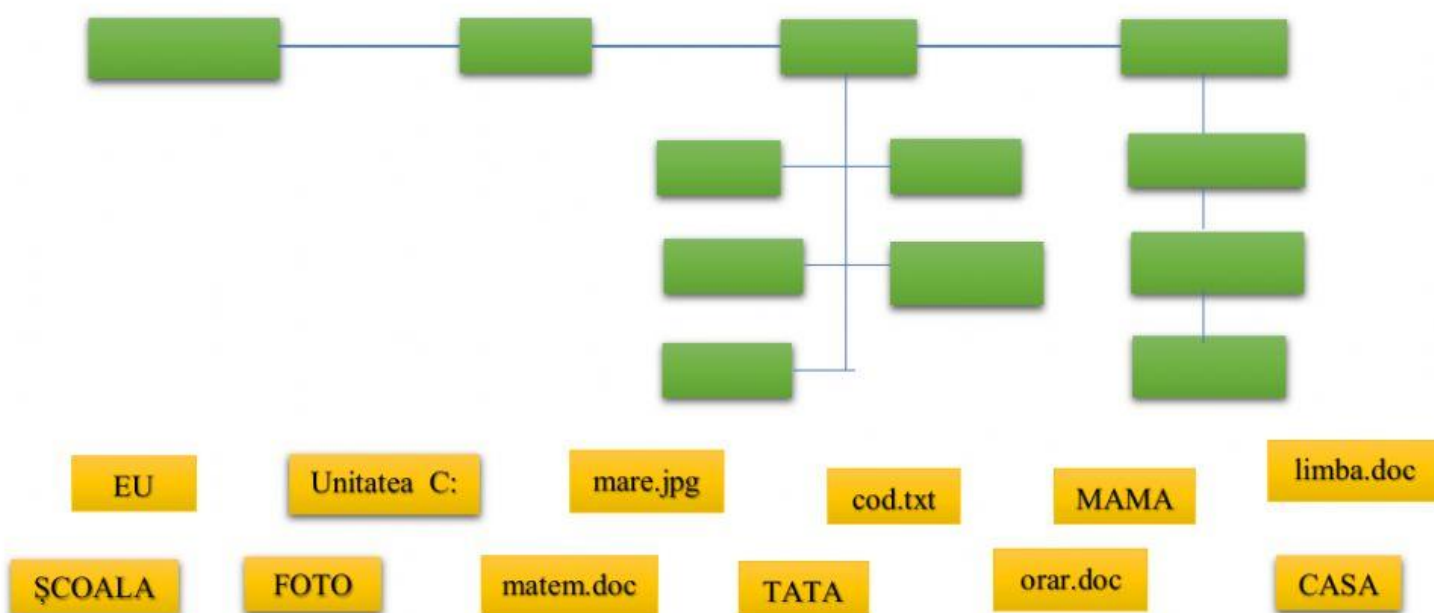 EU
Unitatea C:
mare.jpg
cod.txt
MAMA
limba.doc
ŞCOALA
FOTO
matem.doc
TATA
orar.doc
CASA